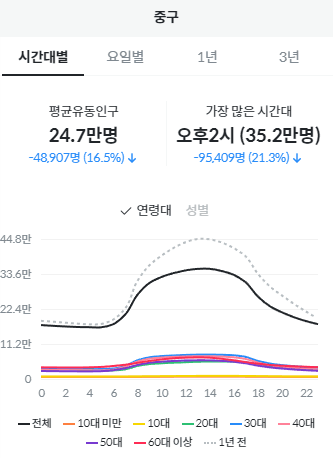 중구
시간대별 요일별 1년 3년
평균유동인구 가장 많은 시간대
24.7만명 오후2시 (35.2만명)
-48,907명 (16.5%) ↓ -95,409명 (21.3%) ↓
✓ 연령대 성별
44.8만
33.6만
22.4만
11.2만
0
0 2 4 6 8 10 12 14 16 18 20 22
전체 10대 미만 10대 20대 30대 40대
50대 60대 이상 1년 전